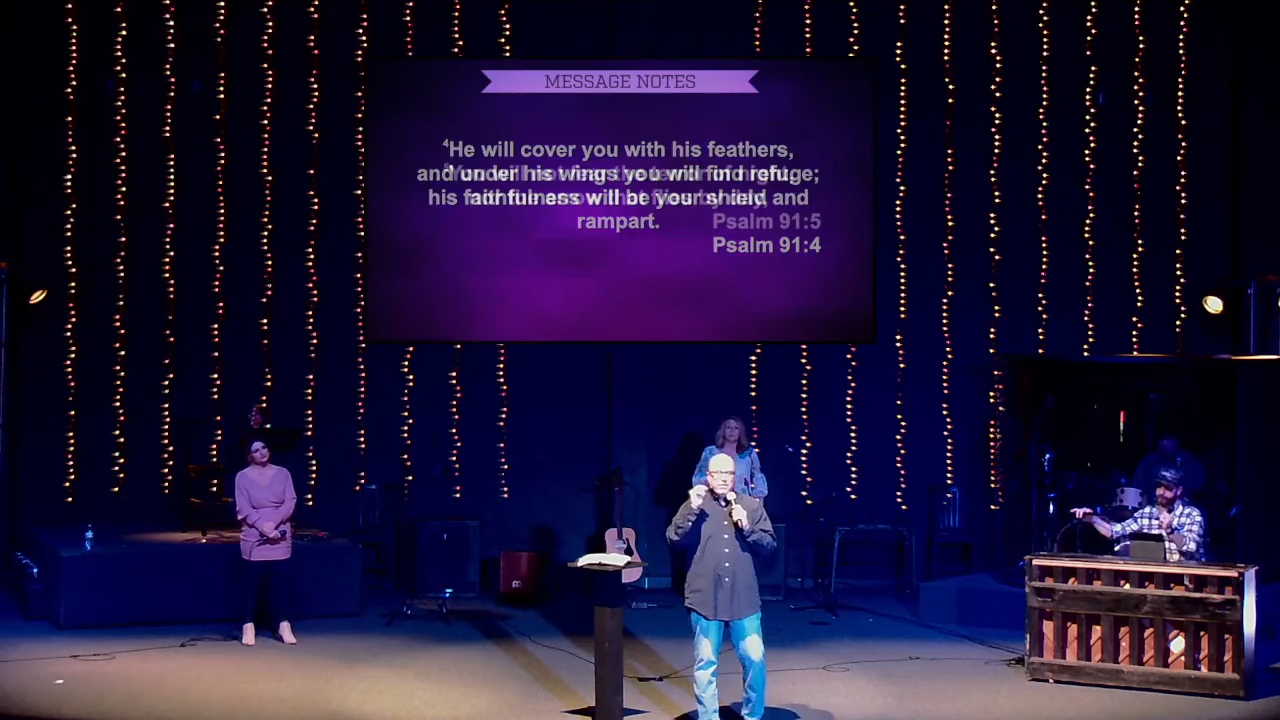 MESSAGE NOTES
⁴He will cover you with his feathers,
and under his wings you will find refuge;
his faithfulness will be your shield and
rampart.
Psalm 91:5
Psalm 91:4